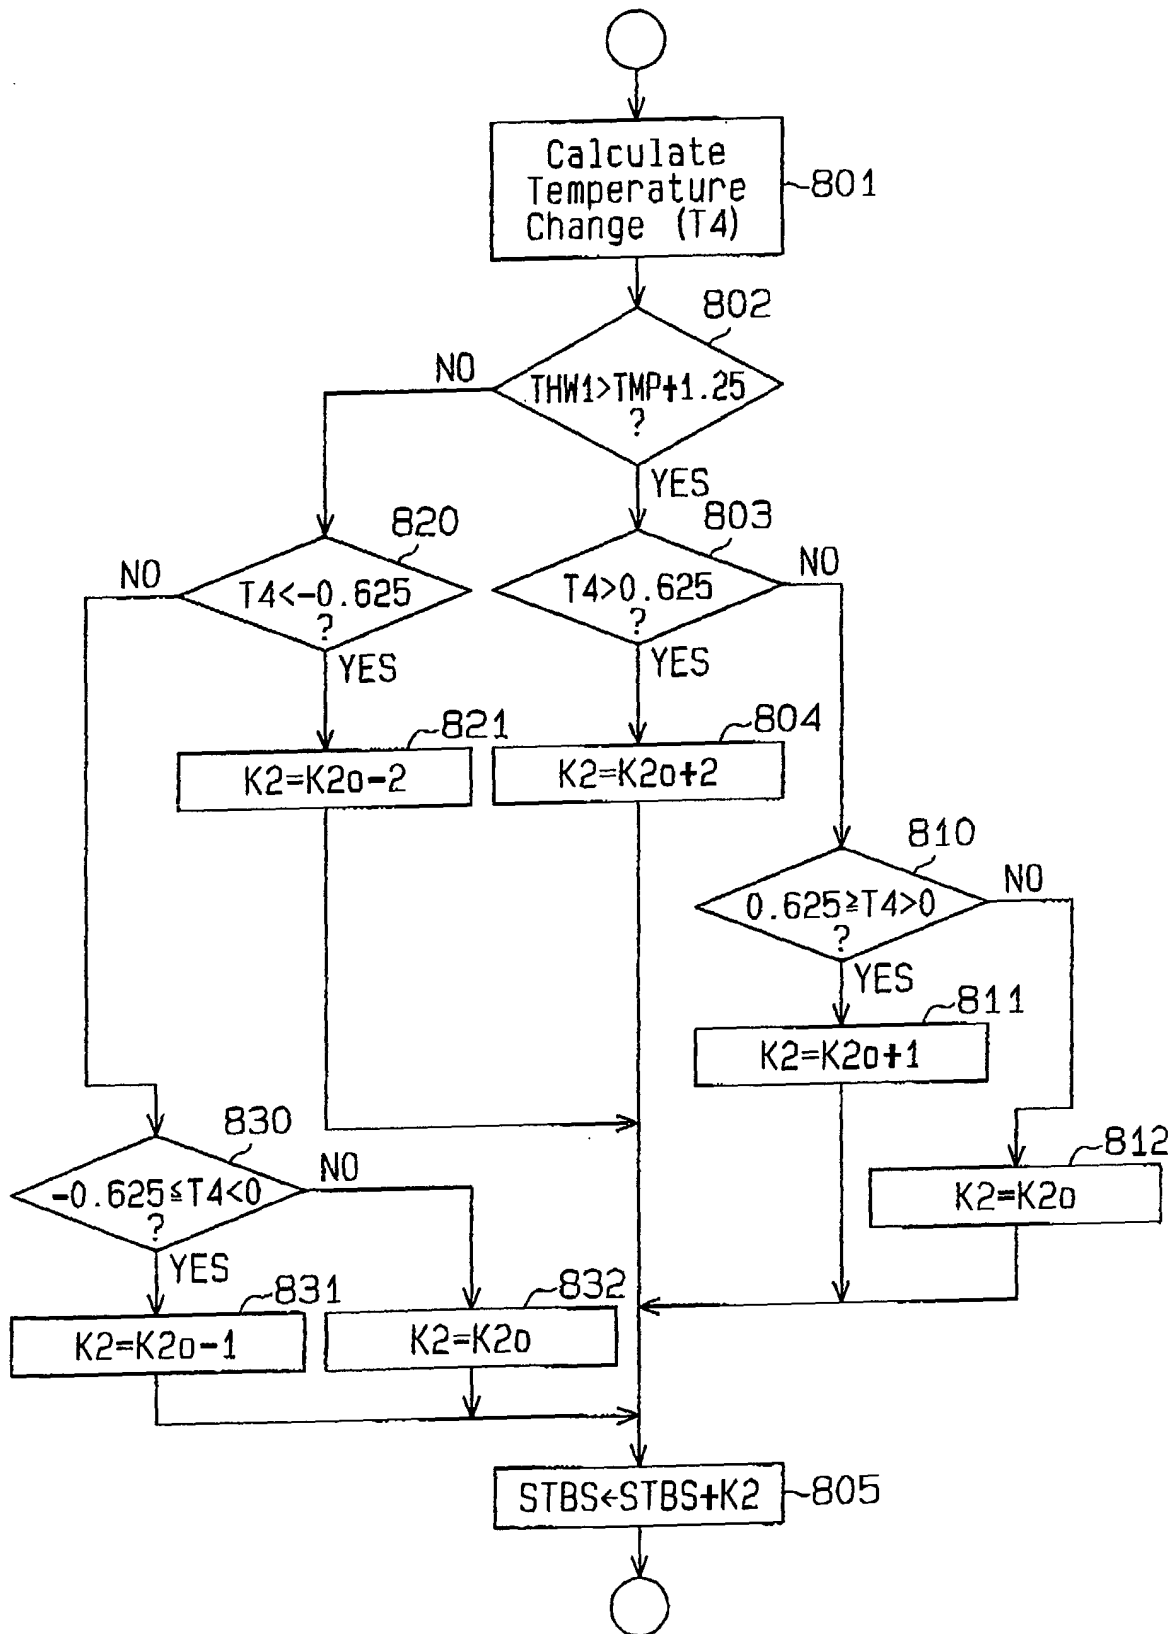 Calculate
Temperature
Change (T4)
801
802
NO
THW1>TMP+1.25
?
YES
820
803
NO
T4<-0.625
?
YES
T4>0.625
?
NO
YES
821
K2=K2o-2
804
K2=K2o+2
810
0.625≧T4>0
?
NO
YES
811
K2=K2o+1
830
-0.625≦T4<0
?
NO
YES
812
K2=K2o
831
K2=K2o-1
832
K2=K2o
STBS←STBS+K2
805